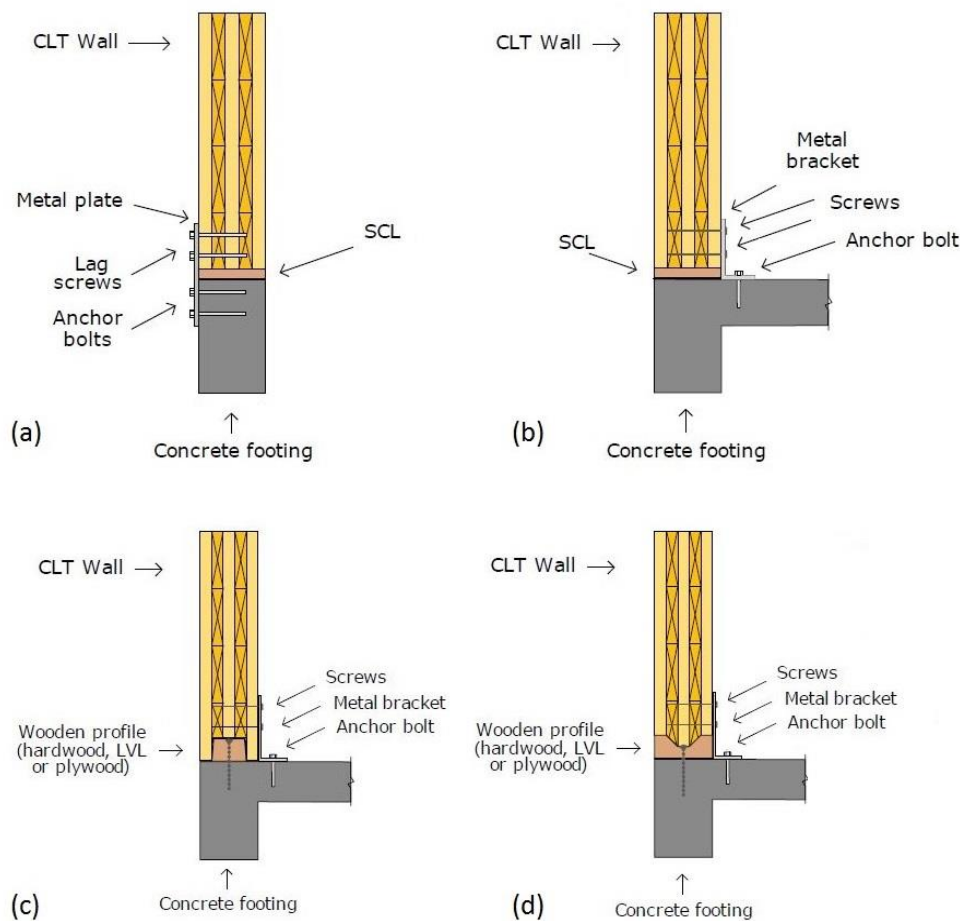 CLT Wall
Metal plate
Lag
screws
Anchor
bolts
SCL
(a)
Concrete footing
CLT Wall
Metal
bracket
Screws
Anchor bolt
SCL
(b)
Concrete footing
CLT Wall
Screws
Metal bracket
Anchor bolt
Wooden profile
(hardwood, LVL
or plywood)
(c)
Concrete footing
CLT Wall
Screws
Metal bracket
Anchor bolt
Wooden profile
(hardwood, LVL
or plywood)
(d)
Concrete footing